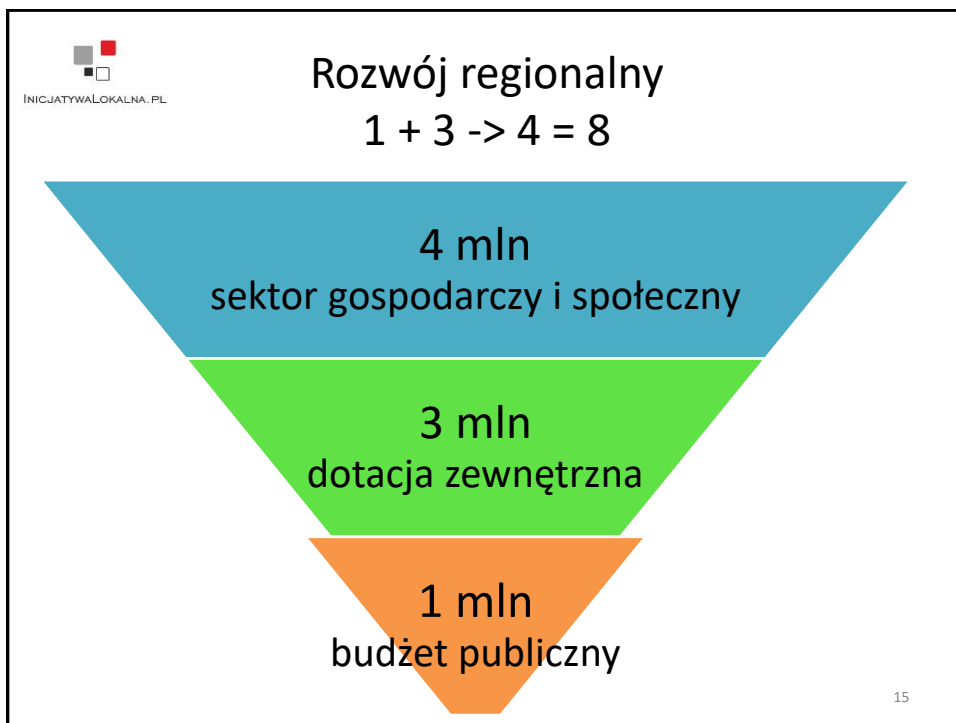 INICJATYWALOKALNA.PL
Rozwój regionalny
1 + 3 -> 4 = 8
4 mln
sektor gospodarczy i społeczny
3 mln
dotacja zewnętrzna
1 mln
budżet publiczny
15